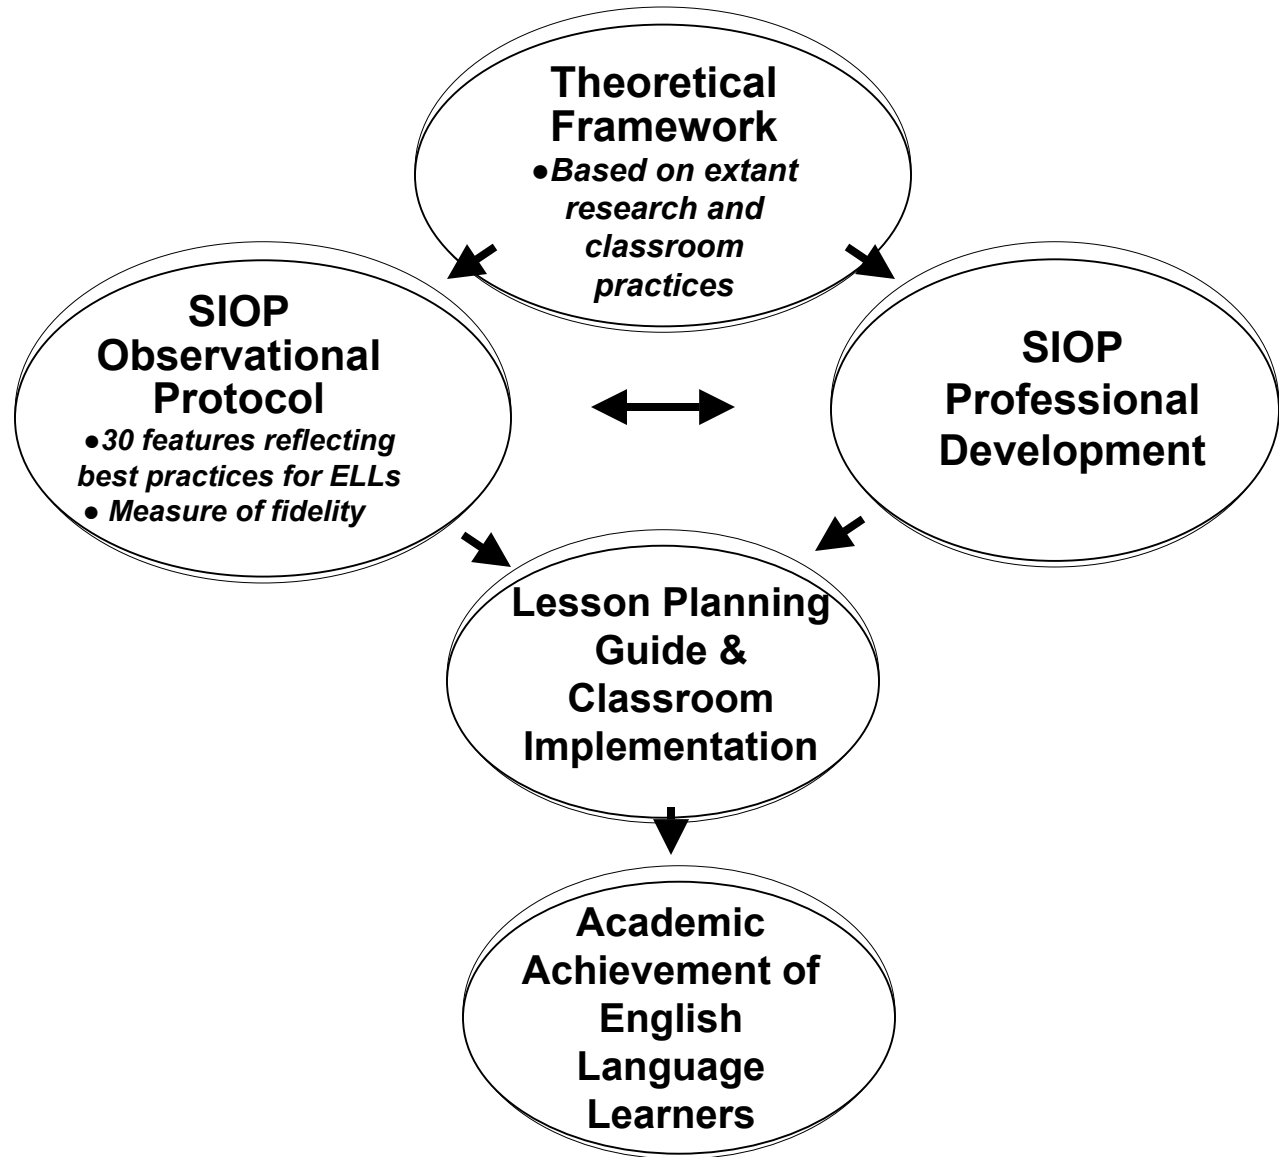 Theoretical
Framework
●Based on extant
research and
classroom
practices
SIOP
Observational
Protocol
●30 features reflecting
best practices for ELLs
● Measure of fidelity
SIOP
Professional
Development
Lesson Planning
Guide &
Classroom
Implementation
Academic
Achievement of
English
Language
Learners